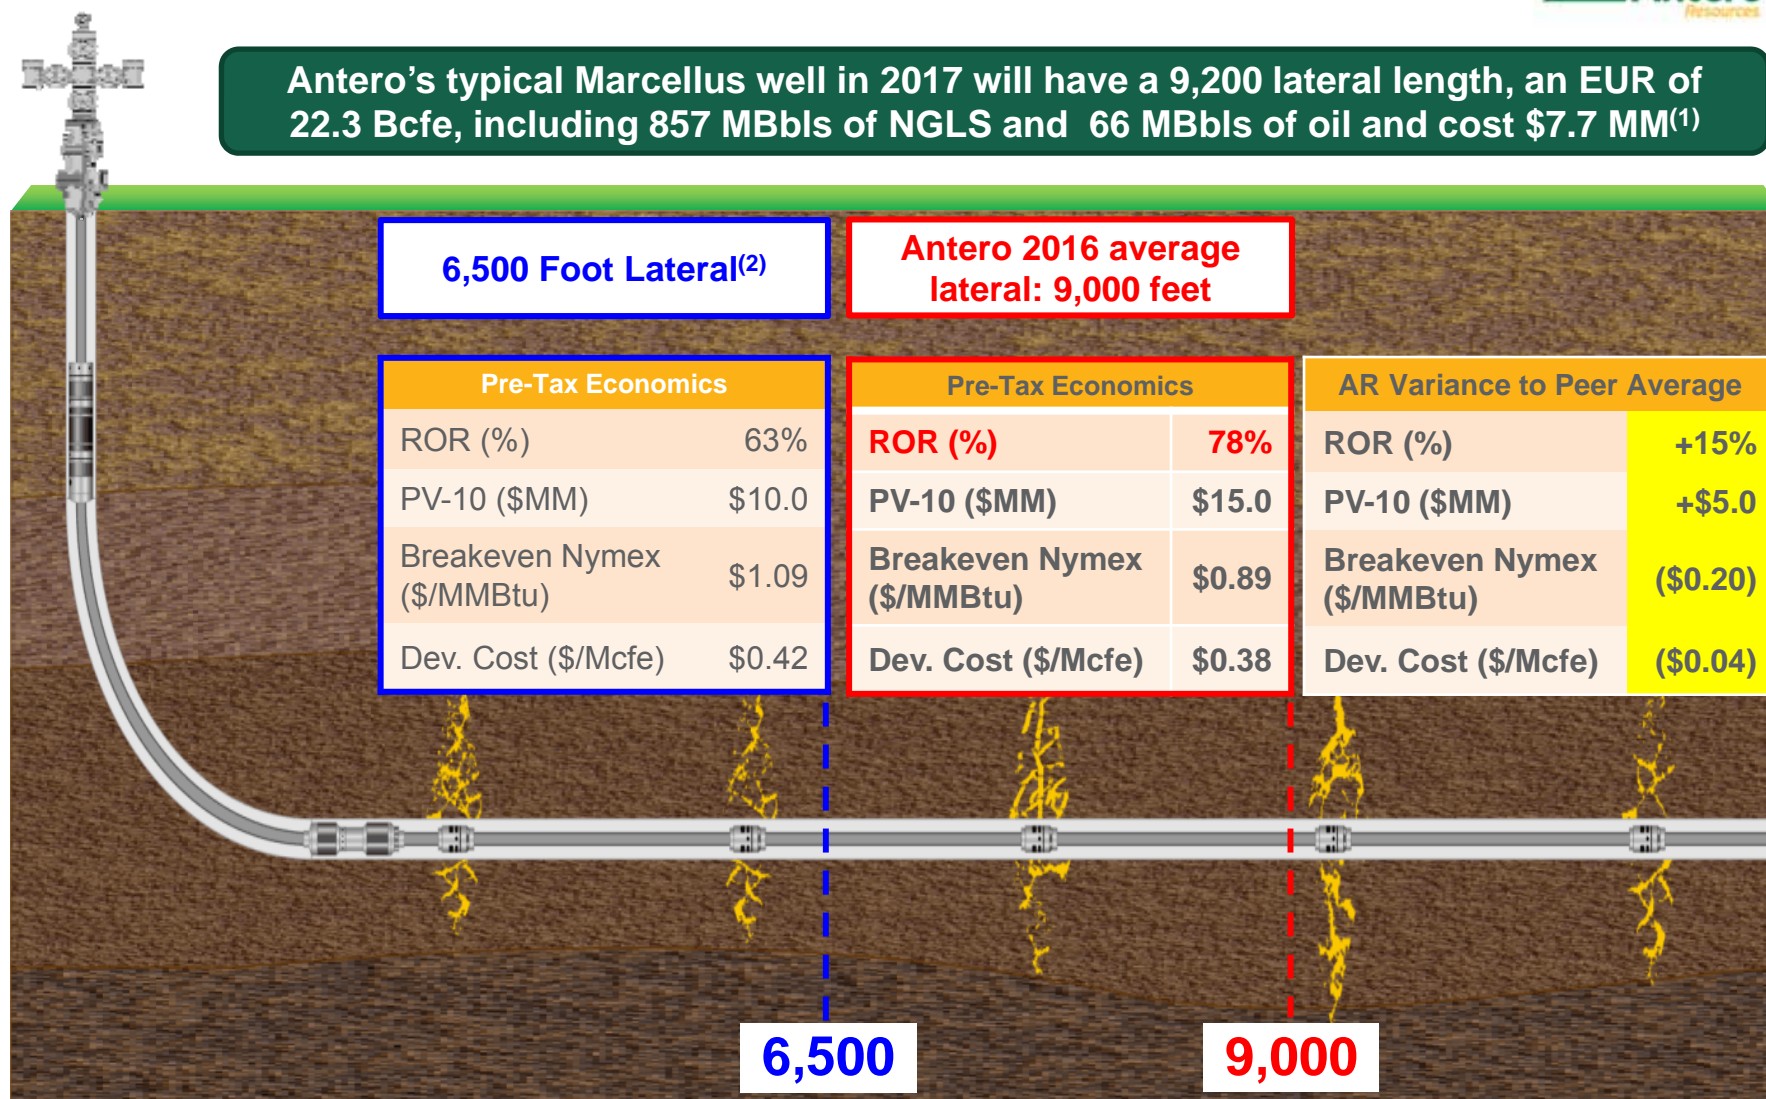 Resources
Antero’s typical Marcellus well in 2017 will have a 9,200 lateral length, an EUR of
22.3 Bcfe, including 857 MBbls of NGLS and 66 MBbls of oil and cost $7.7 MM(1)
6,500 Foot Lateral(2)
Antero 2016 average
lateral: 9,000 feet
Pre-Tax Economics
ROR (%) 63%
PV-10 ($MM) $10.0
Breakeven Nymex
($/MMBtu) $1.09
Dev. Cost ($/Mcfe) $0.42
Pre-Tax Economics
ROR (%) 78%
PV-10 ($MM) $15.0
Breakeven Nymex
($/MMBtu) $0.89
Dev. Cost ($/Mcfe) $0.38
AR Variance to Peer Average
ROR (%) +15%
PV-10 ($MM) +$5.0
Breakeven Nymex
($/MMBtu) ($0.20)
Dev. Cost ($/Mcfe) ($0.04)
6,500
9,000